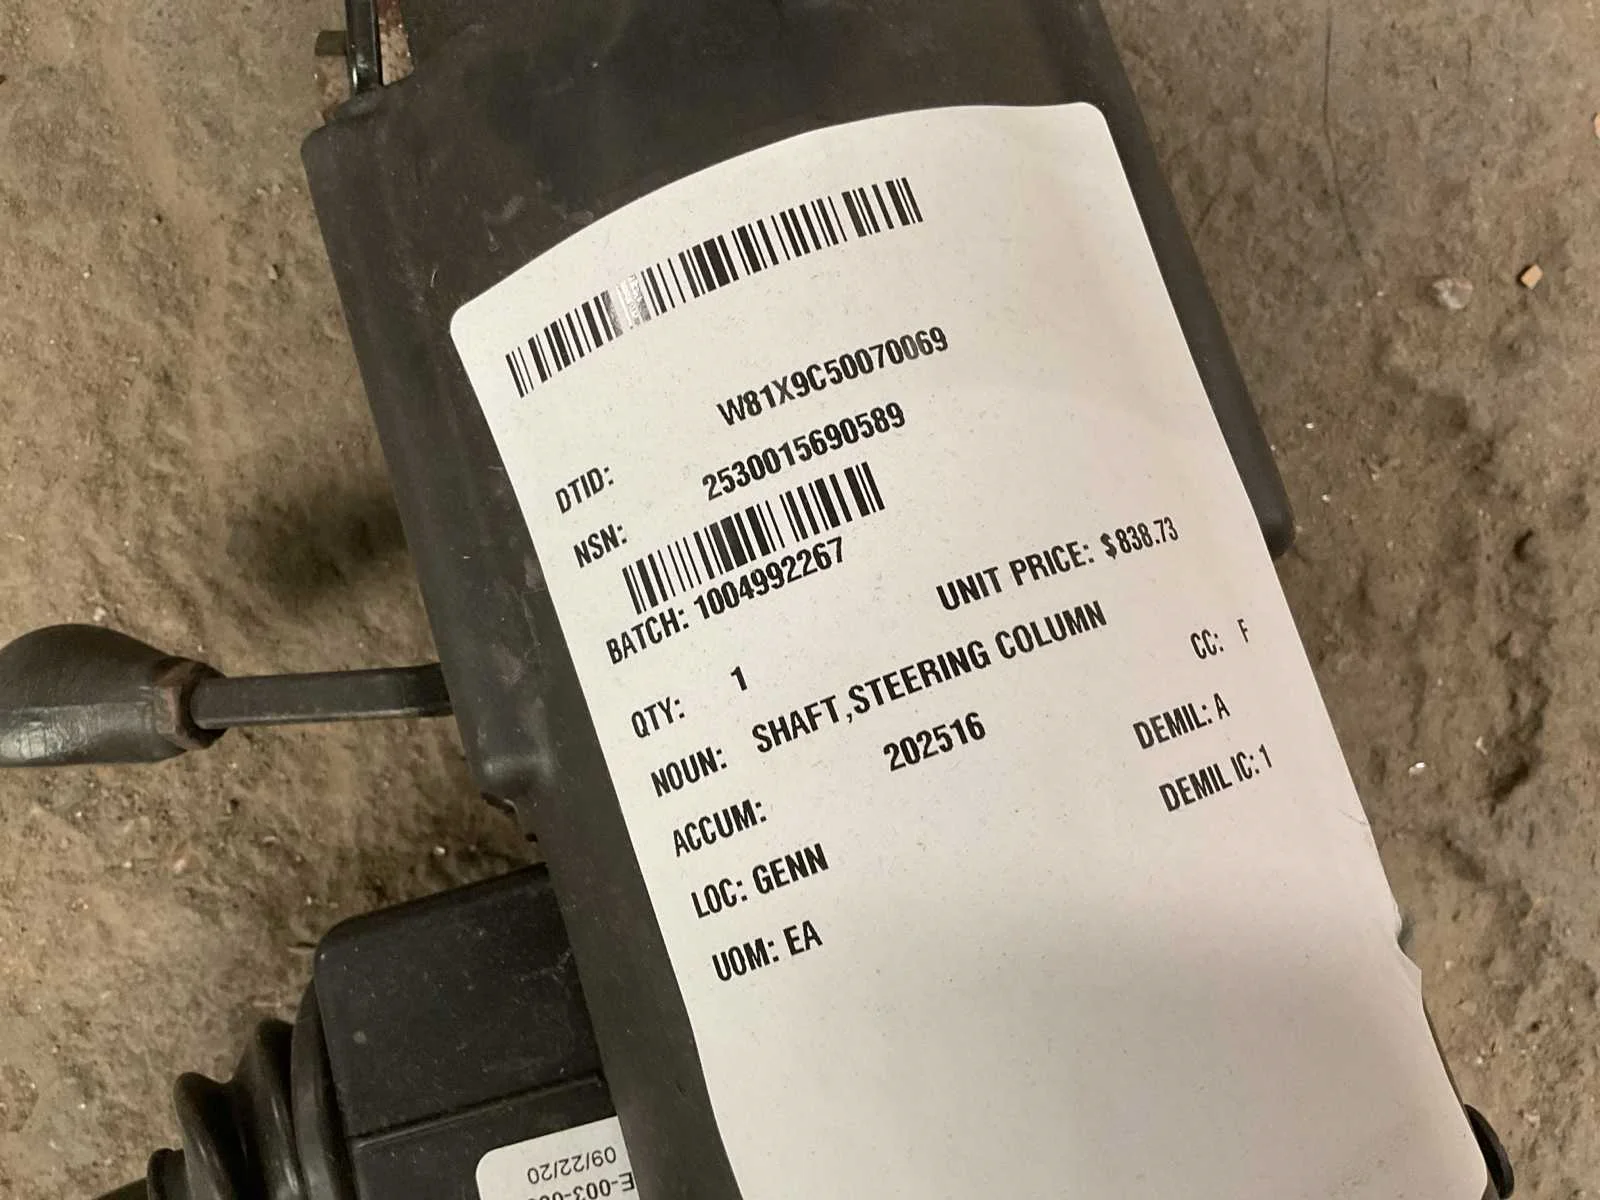 DTID: W81X9C50070069
NSN: 2530015690589
BATCH: 1004992267
QTY: 1 UNIT PRICE: $838.73
NOUN: SHAFT,STEERING COLUMN
ACCUM: 202516 CC: F
LOC: GENN DEMIL: A
UOM: EA DEMIL IC: 1
09/22/20